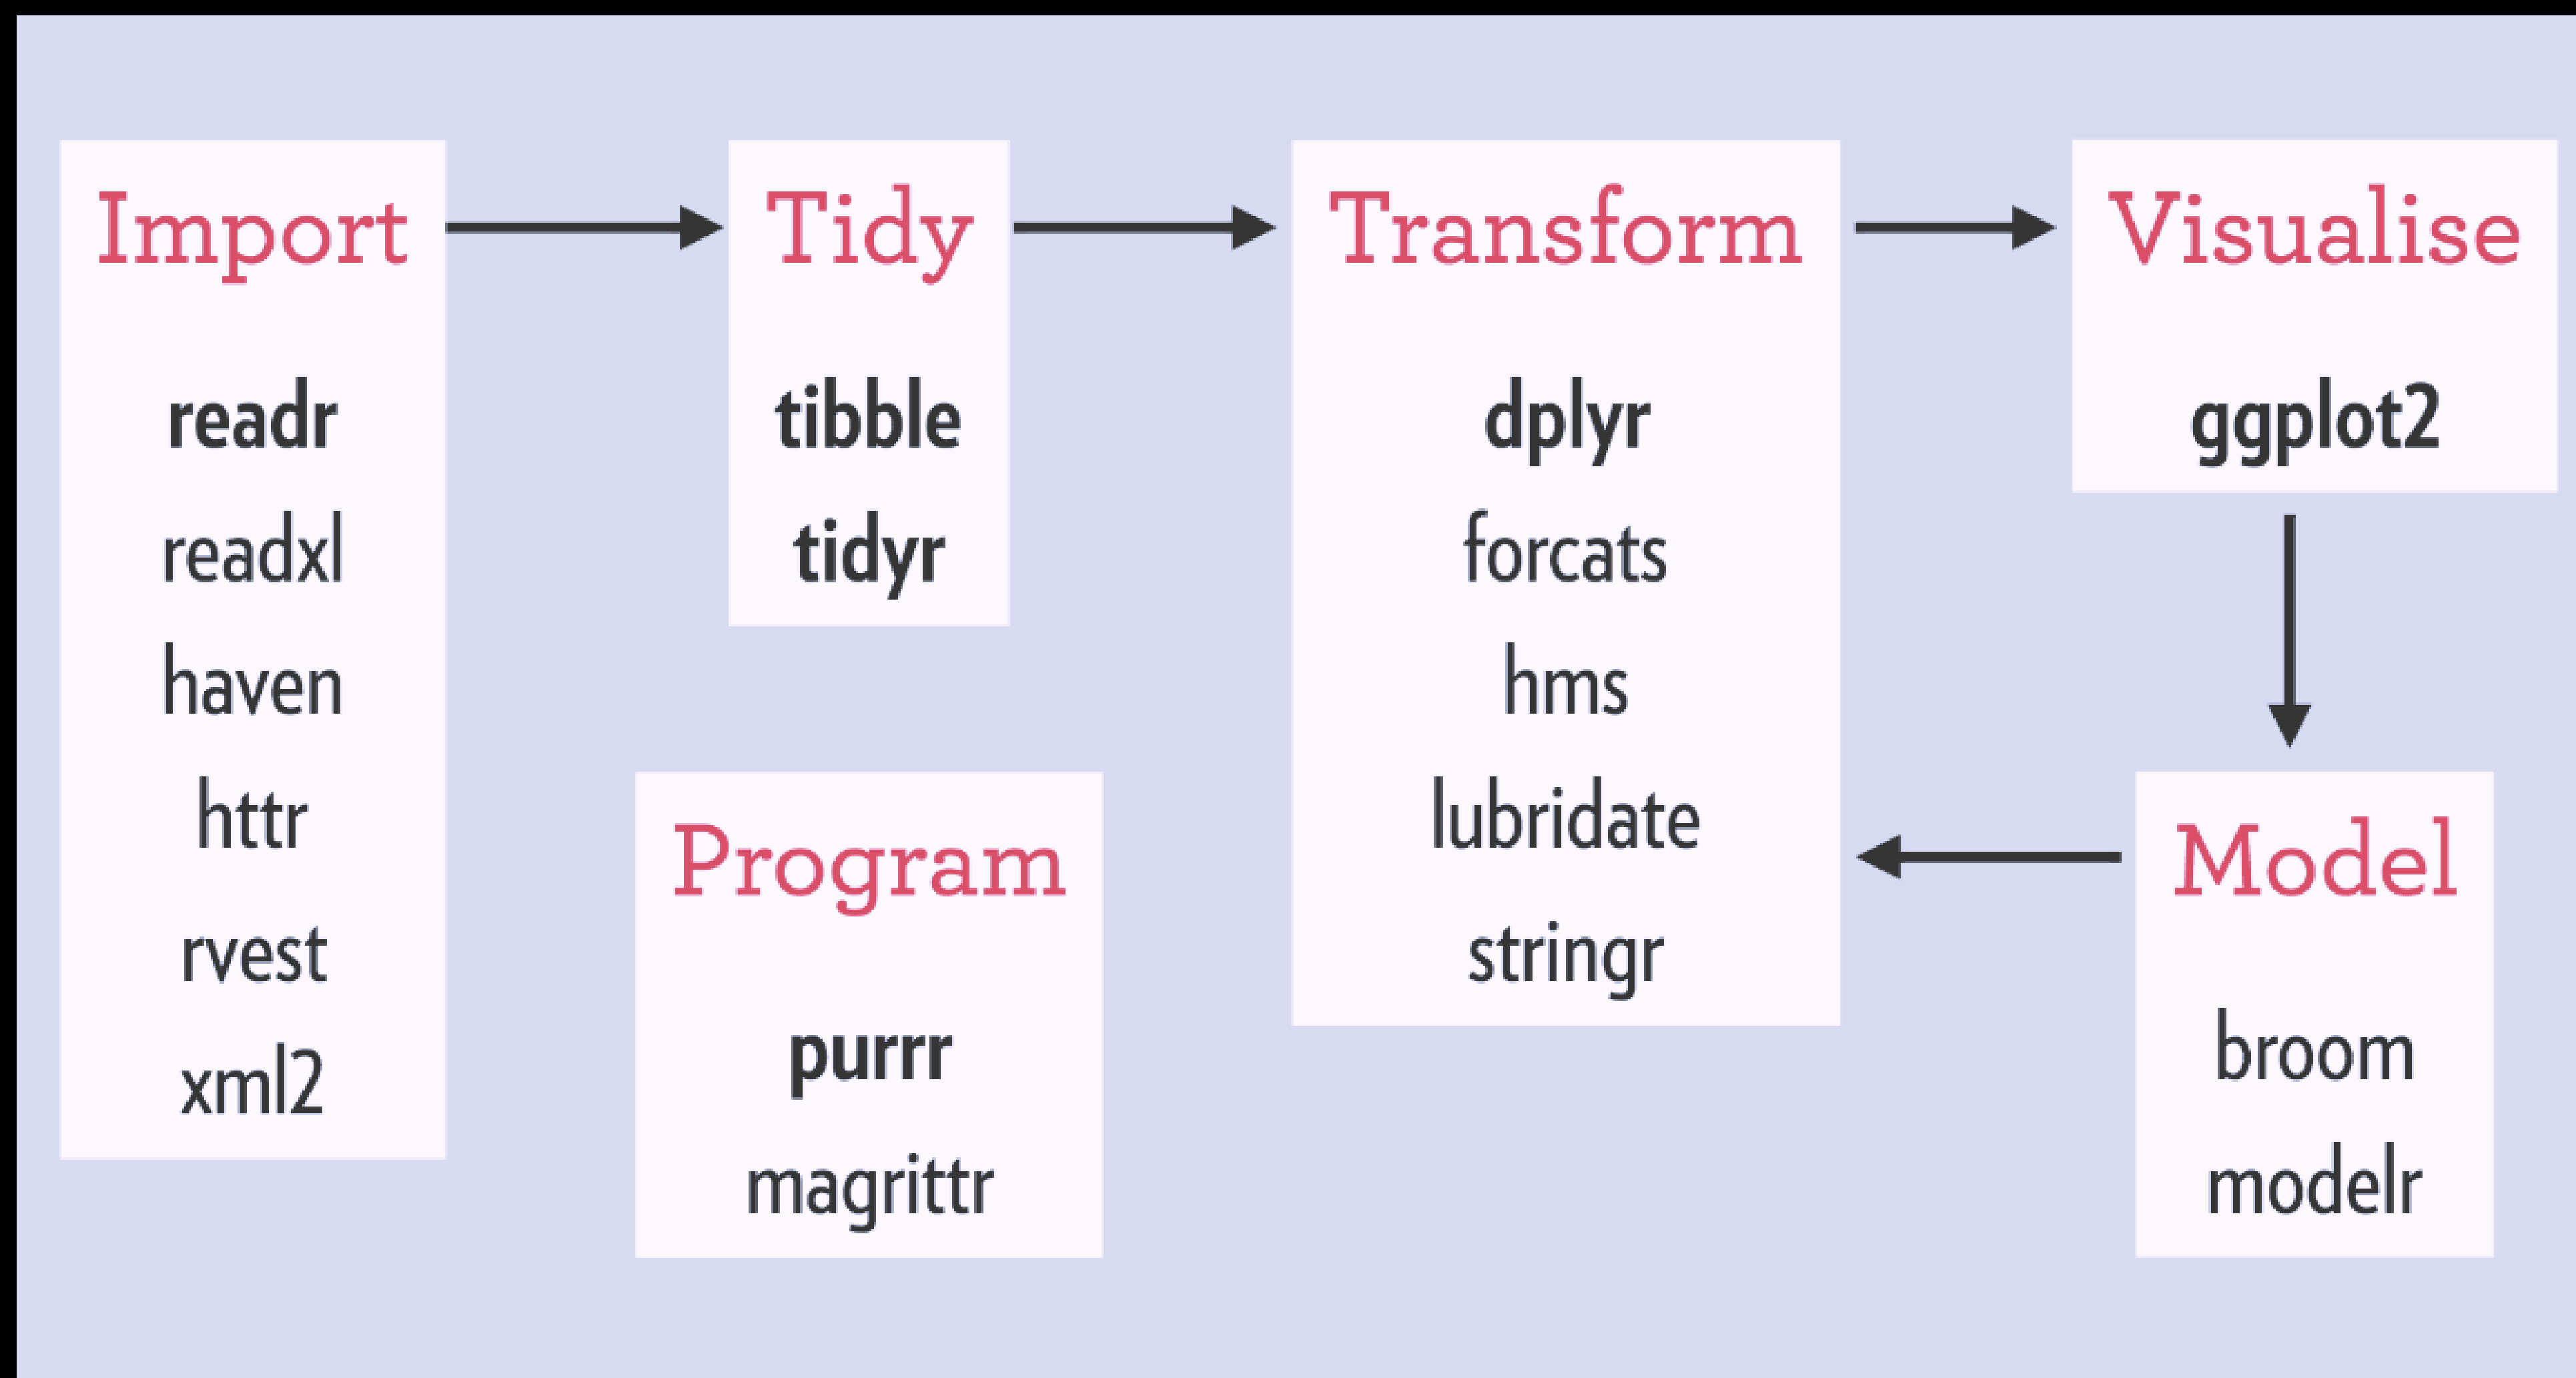 Import
readr
readxl
haven
httr
rvest
xml2
Tidy
tibble
tidyr
Program
purrr
magrittr
Transform
dplyr
forcats
hms
lubridate
stringr
Visualise
ggplot2
Model
broom
modelr